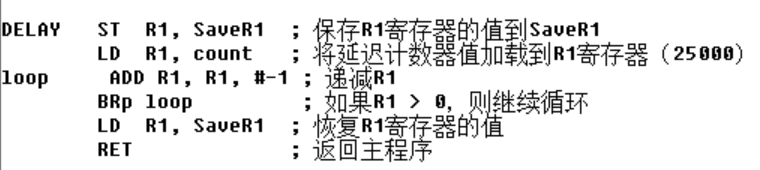 DELAY ST R1, SaveR1 ; 保存R1寄存器的值到SaveR1
LD R1, count ; 将延迟计数器值加载到R1寄存器（25000）
loop ADD R1, R1, #-1 ; 递减R1
BRp loop ; 如果R1 > 0，则继续循环
LD R1, SaveR1 ; 恢复R1寄存器的值
RET ; 返回主程序